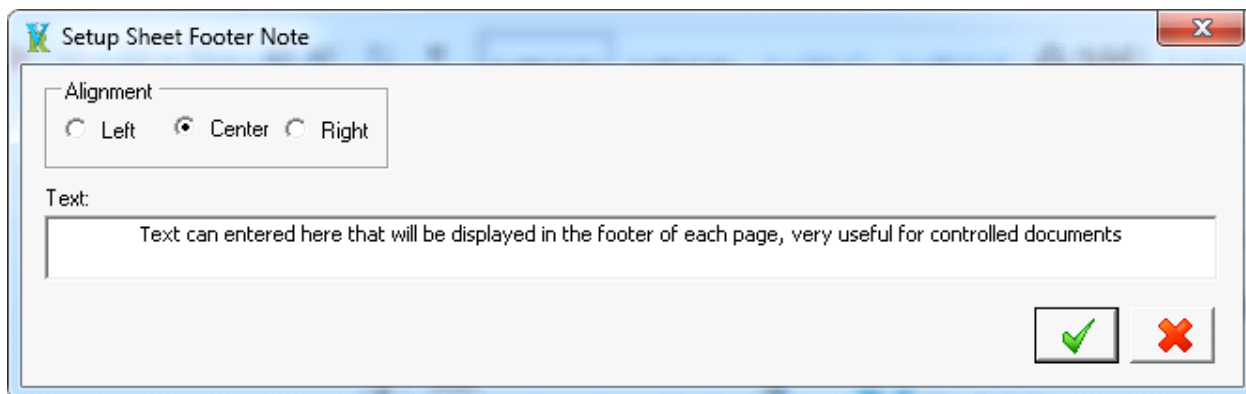 Setup Sheet Footer Note
Alignment
Left Center Right
Text:
Text can entered here that will be displayed in the footer of each page, very useful for controlled documents